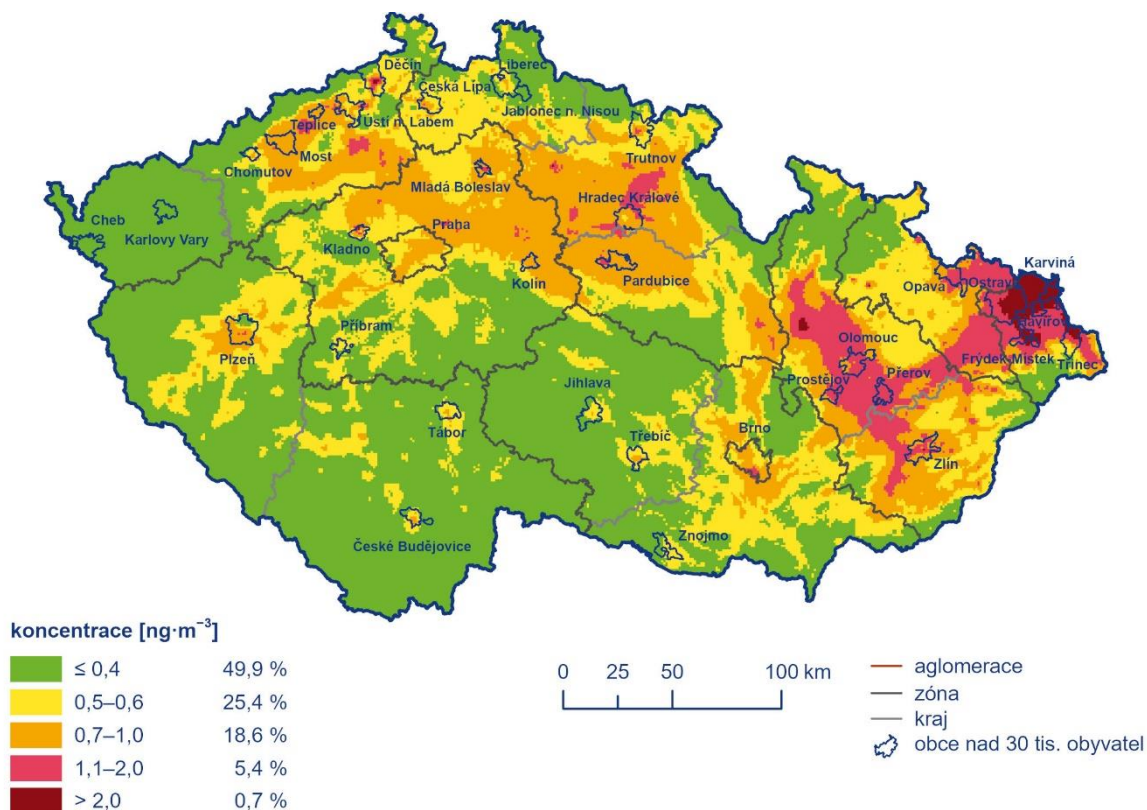 Děčín
Liberec
Česká Lípa
Jablonec n. Nisou
Teplice
Ústí n. Labem
Most
Trutnov
Chomutov
Mladá Boleslav
Hradec Králové
Cheb
Karlovy Vary
Praha
Kladno
Kolín
Pardubice
Karviná
Opava
Ostrava
Havířov
Plzeň
Příbram
Olomouc
Frýdek Místek
Třinec
Jihlava
Prostějov
Přerov
Tábor
Třebíč
Brno
Zlín
České Budějovice
Znojmo
koncentrace [ng·m⁻³]
≤ 0,4 49,9 %
0,5–0,6 25,4 %
0,7–1,0 18,6 %
1,1–2,0 5,4 %
> 2,0 0,7 %
0 25 50 100 km
aglomerace
zóna
kraj
obce nad 30 tis. obyvatel